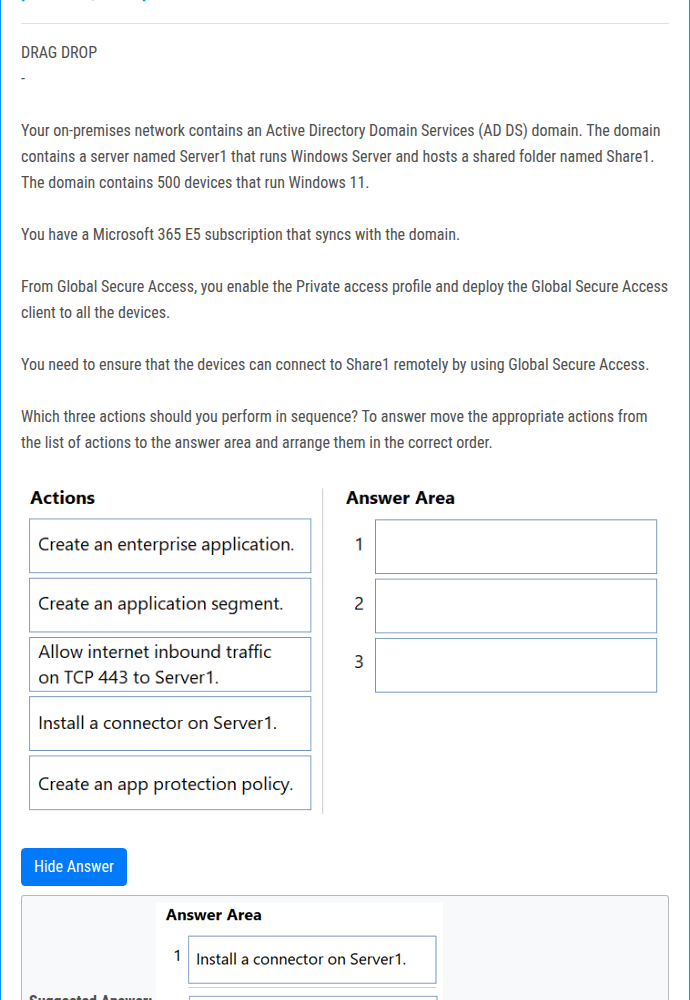 DRAG DROP
-
Your on-premises network contains an Active Directory Domain Services (AD DS) domain. The domain
contains a server named Server1 that runs Windows Server and hosts a shared folder named Share1.
The domain contains 500 devices that run Windows 11.
You have a Microsoft 365 E5 subscription that syncs with the domain.
From Global Secure Access, you enable the Private access profile and deploy the Global Secure Access
client to all the devices.
You need to ensure that the devices can connect to Share1 remotely by using Global Secure Access.
Which three actions should you perform in sequence? To answer move the appropriate actions from
the list of actions to the answer area and arrange them in the correct order.
Actions
Create an enterprise application.
Create an application segment.
Allow internet inbound traffic
on TCP 443 to Server1.
Install a connector on Server1.
Create an app protection policy.
Answer Area
1
2
3
Hide Answer
Answer Area
1 Install a connector on Server1.
Suggested Answer: